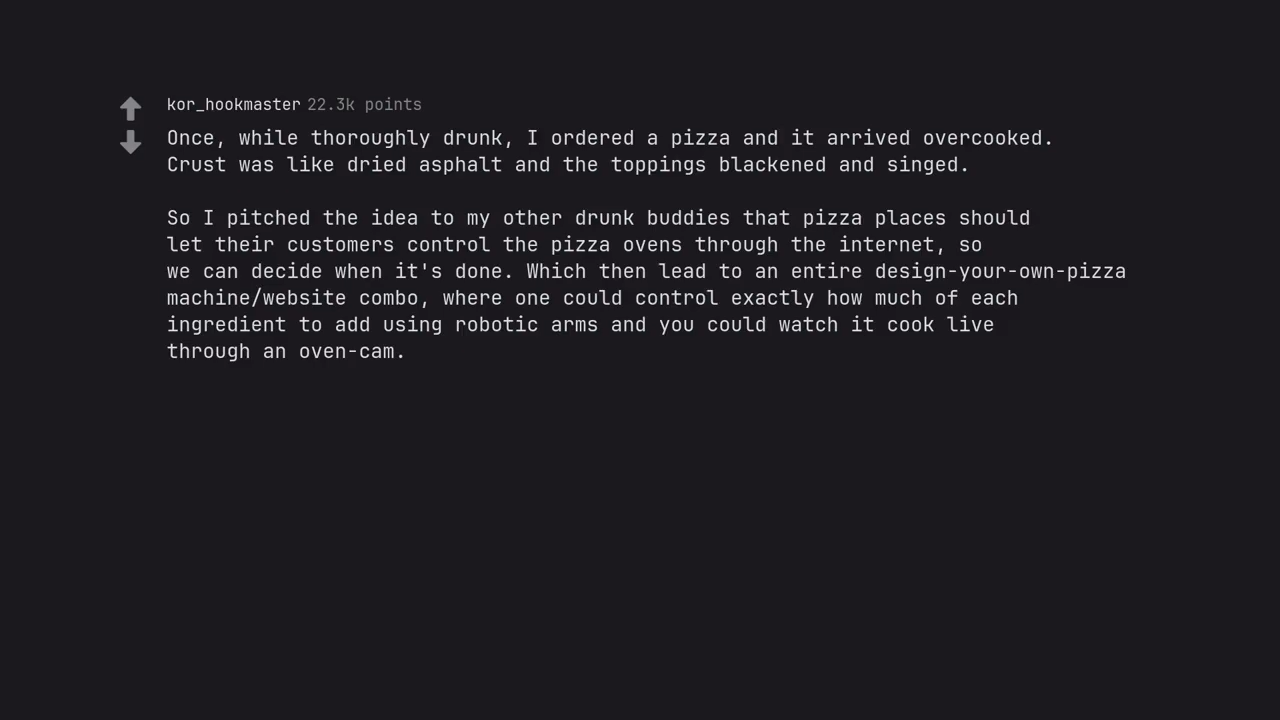 kor_hookmaster 22.3k points
Once, while thoroughly drunk, I ordered a pizza and it arrived overcooked.
Crust was like dried asphalt and the toppings blackened and singed.
So I pitched the idea to my other drunk buddies that pizza places should
let their customers control the pizza ovens through the internet, so
we can decide when it's done. Which then lead to an entire design-your-own-pizza
machine/website combo, where one could control exactly how much of each
ingredient to add using robotic arms and you could watch it cook live
through an oven-cam.